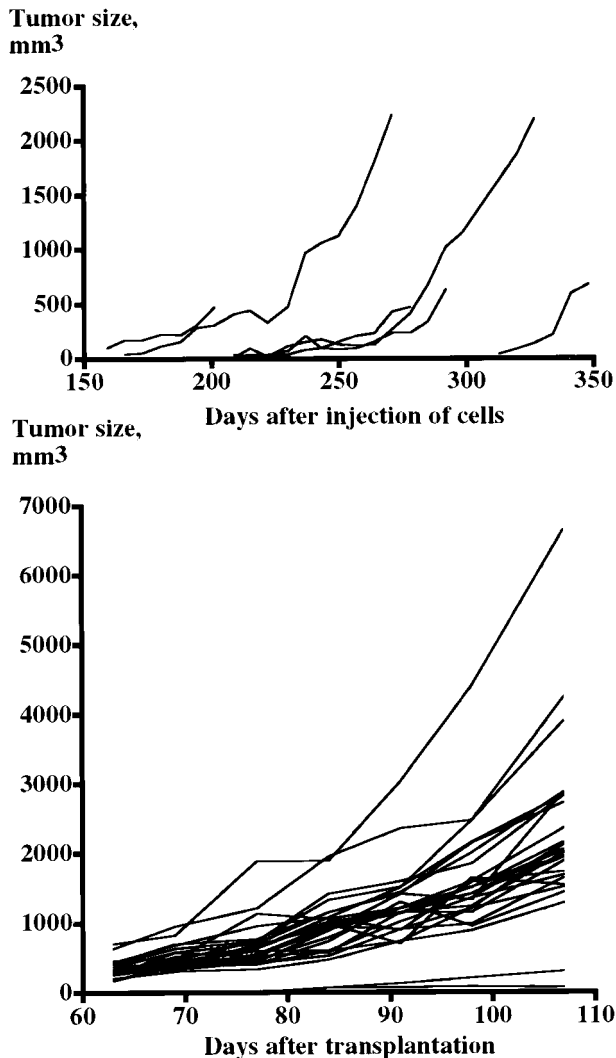 Tumor size,
mm3
2500
2000
1500
1000
500
0
150 200 250 300 350
Days after injection of cells
Tumor size,
mm3
7000
6000
5000
4000
3000
2000
1000
0
60 70 80 90 100 110
Days after transplantation